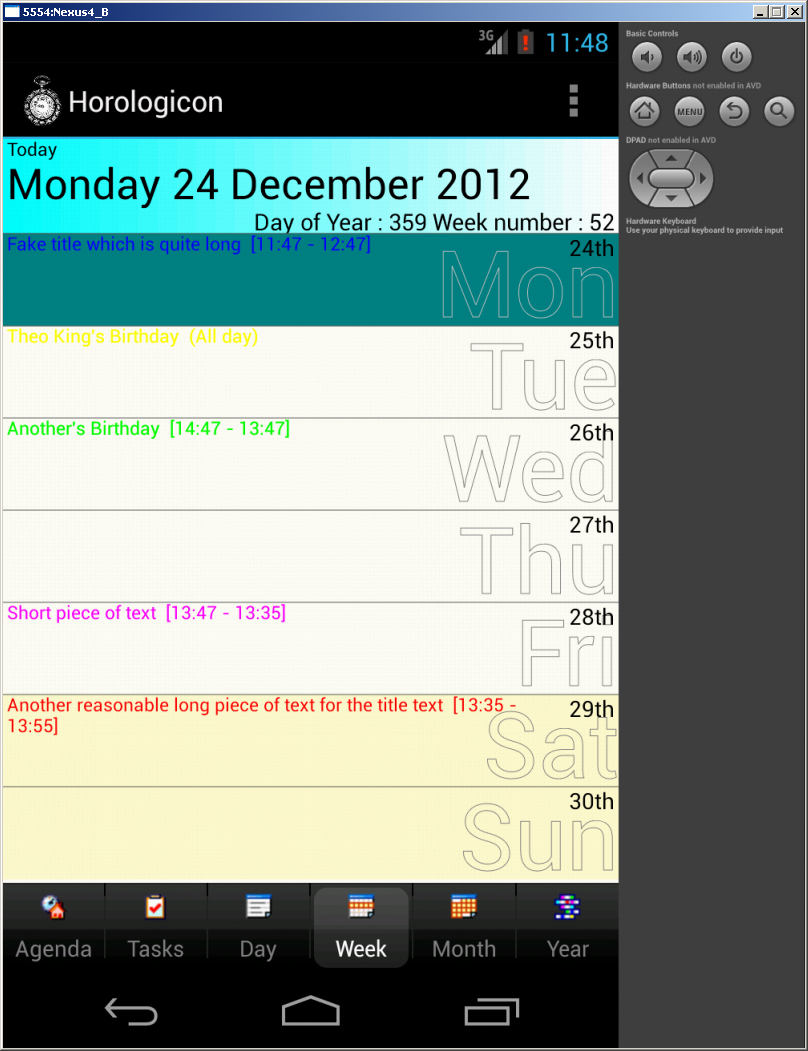 5554:Nexus4_B
3G 11:48
Horologicon
Today
Monday 24 December 2012
Day of Year : 359 Week number : 52
Fake title which is quite long [11:47 - 12:47]
24th
Mon
Theo King's Birthday (All day)
25th
Tue
Another's Birthday [14:47 - 13:47]
26th
Wed
27th
Thu
Short piece of text [13:47 - 13:35]
28th
Fri
Another reasonable long piece of text for the title text [13:35 -
13:55]
29th
Sat
30th
Sun
Agenda Tasks Day Week Month Year
Basic Controls
Hardware Buttons not enabled in AVD
MENU
DPAD not enabled in AVD
Hardware Keyboard
Use your physical keyboard to provide input